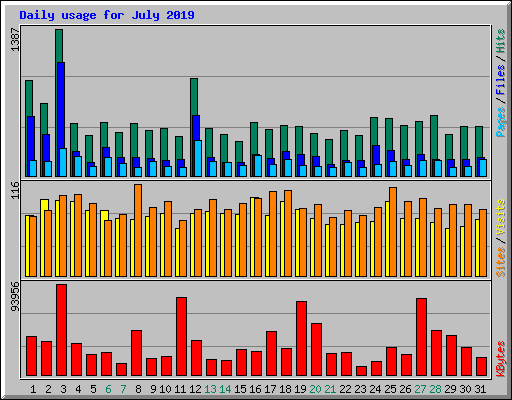 Daily usage for July 2019
1387
Pages / Files / Hits
116
Sites / Visits
93956
KBytes
1 2 3 4 5 6 7 8 9 10 11 12 13 14 15 16 17 18 19 20 21 22 23 24 25 26 27 28 29 30 31